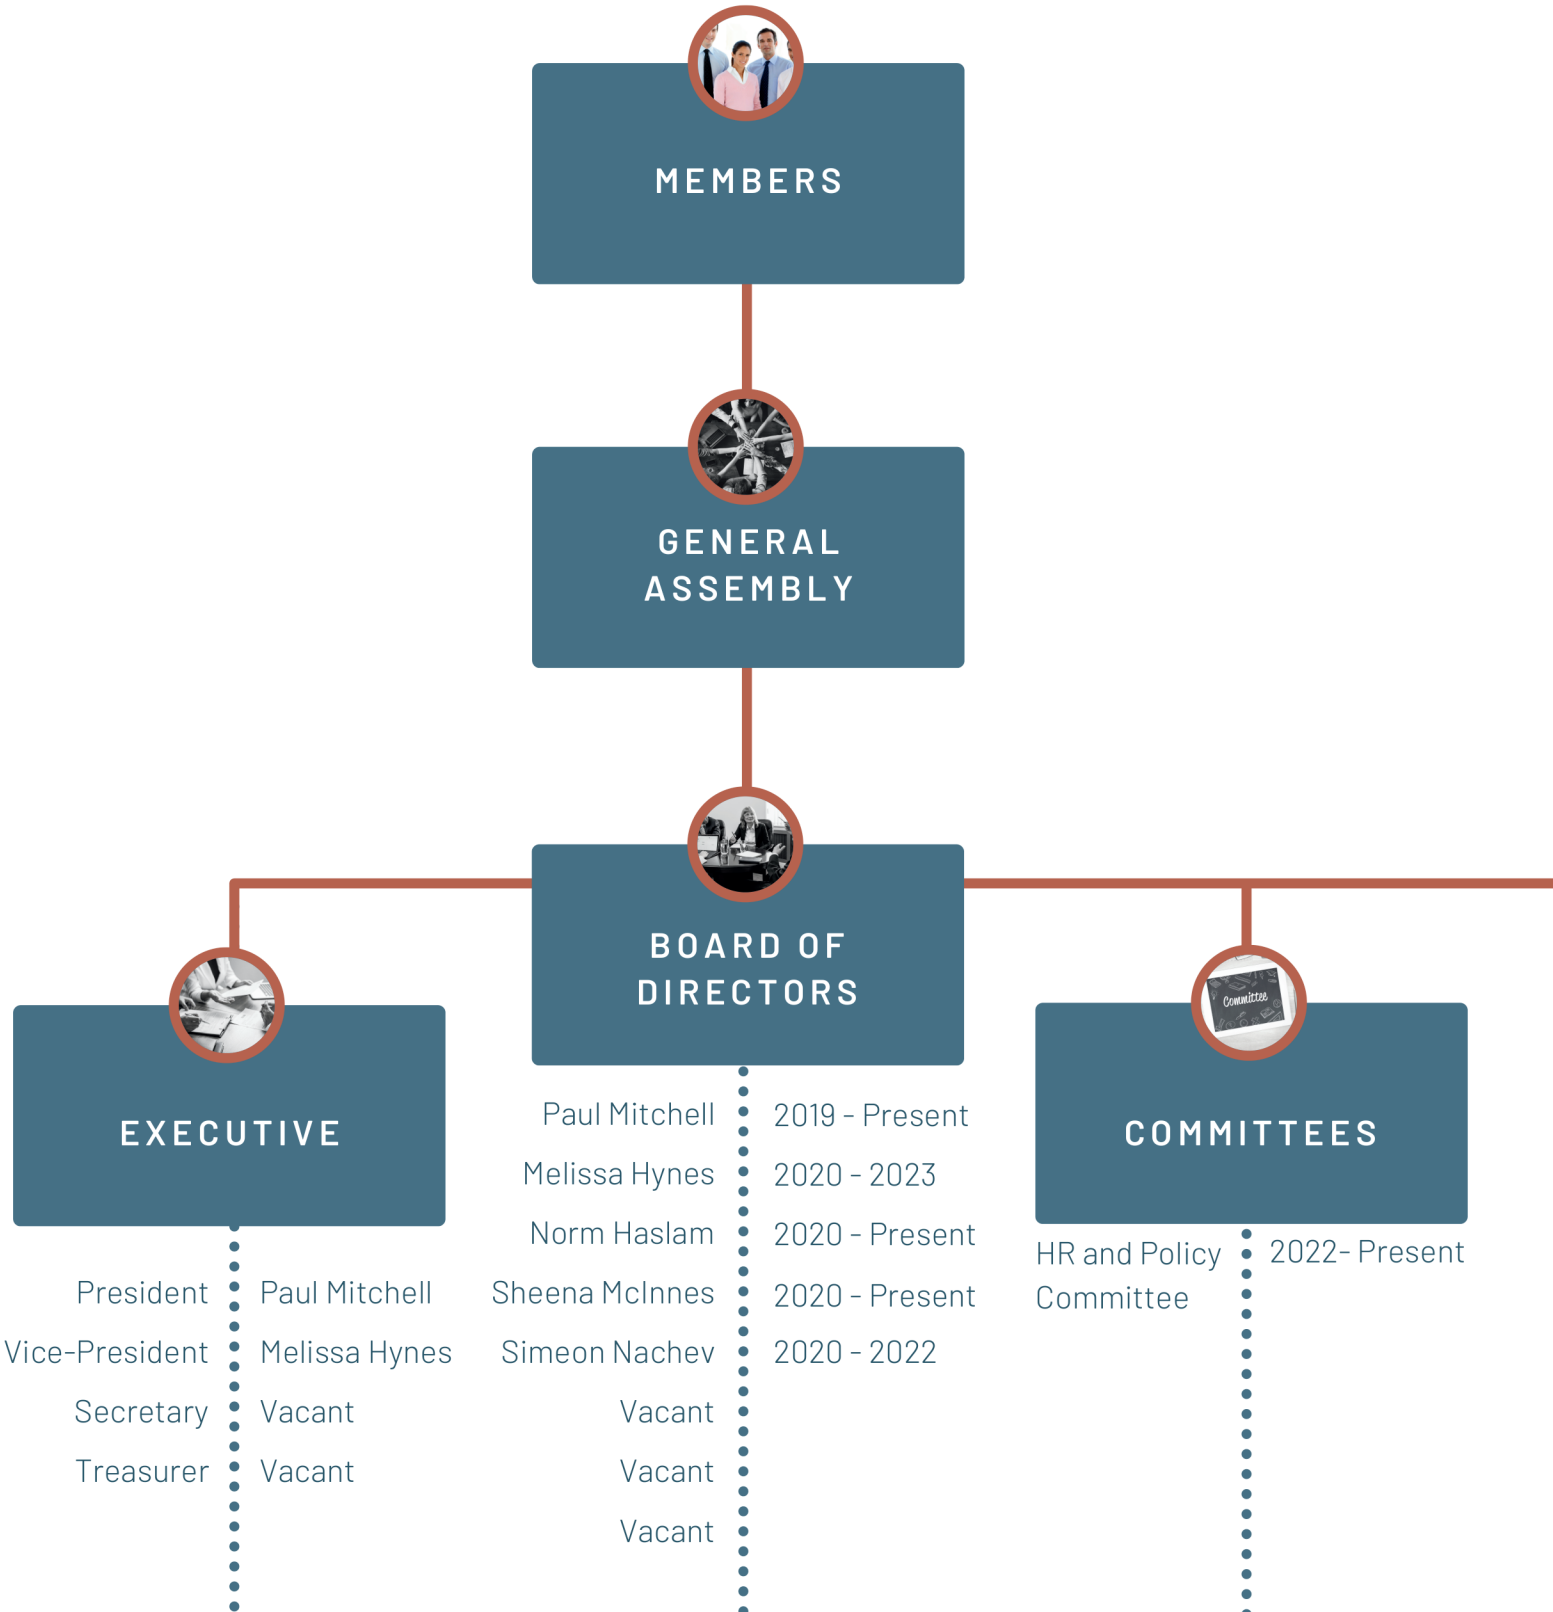 MEMBERS
GENERAL
ASSEMBLY
BOARD OF
DIRECTORS
Paul Mitchell 2019 - Present
Melissa Hynes 2020 - 2023
Norm Haslam 2020 - Present
Sheena McInnes 2020 - Present
Simeon Nachev 2020 - 2022
Vacant
Vacant
Vacant
EXECUTIVE
President Paul Mitchell
Vice-President Melissa Hynes
Secretary Vacant
Treasurer Vacant
Committee
COMMITTEES
HR and Policy 2022- Present
Committee